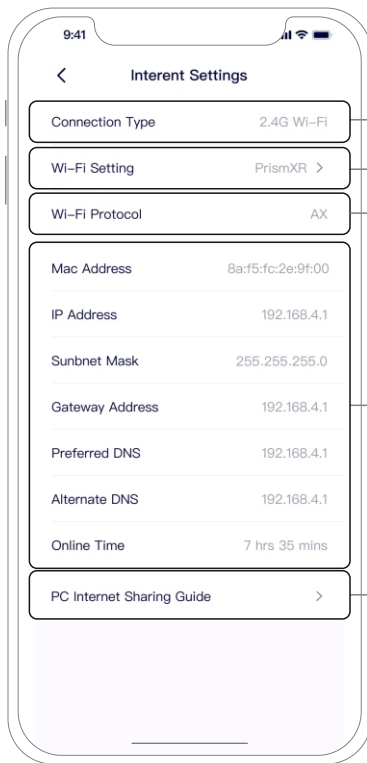 9:41
Interent Settings
Connection Type 2.4G Wi-Fi
Wi-Fi Setting PrismXR >
Wi-Fi Protocol AX
Mac Address 8a:f5:fc:2e:9f:00
IP Address 192.168.4.1
Sunbnet Mask 255.255.255.0
Gateway Address 192.168.4.1
Preferred DNS 192.168.4.1
Alternate DNS 192.168.4.1
Online Time 7 hrs 35 mins
PC Internet Sharing Guide >